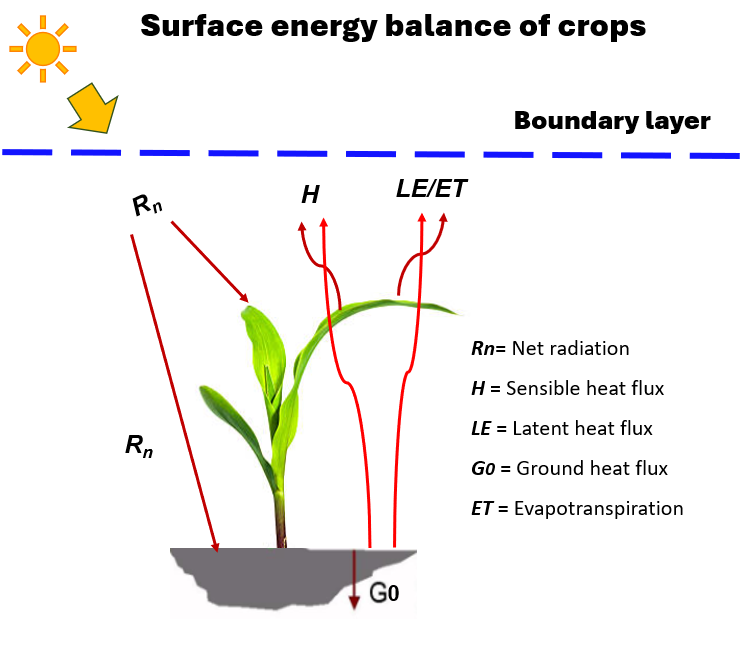 Surface energy balance of crops
Boundary layer
Rn
H
LE/ET
Rn= Net radiation
H = Sensible heat flux
LE = Latent heat flux
G0 = Ground heat flux
ET = Evapotranspiration
Rn
G0